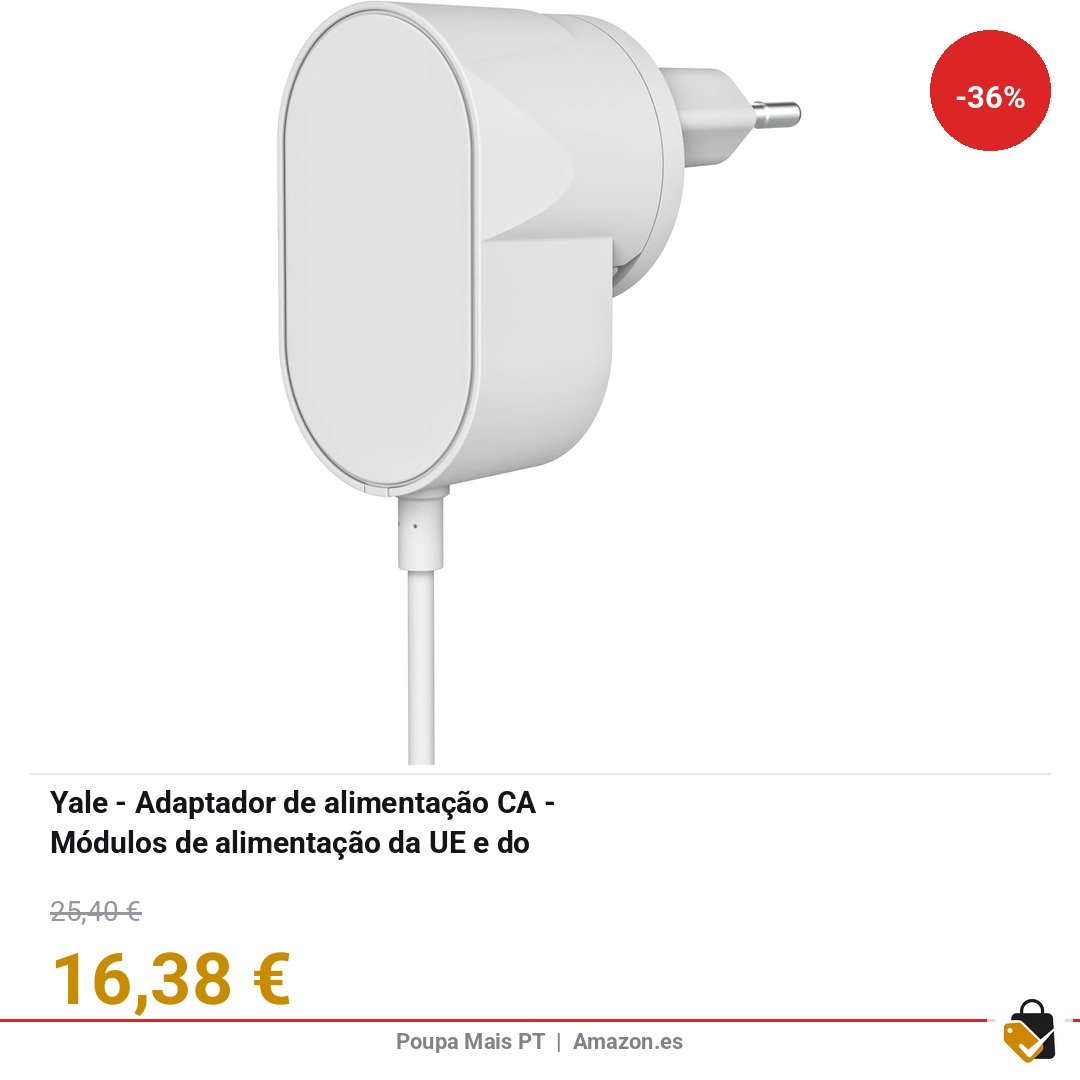 -36%
Yale - Adaptador de alimentação CA -
Módulos de alimentação da UE e do
25,40 €
16,38 €
Poupa Mais PT | Amazon.es